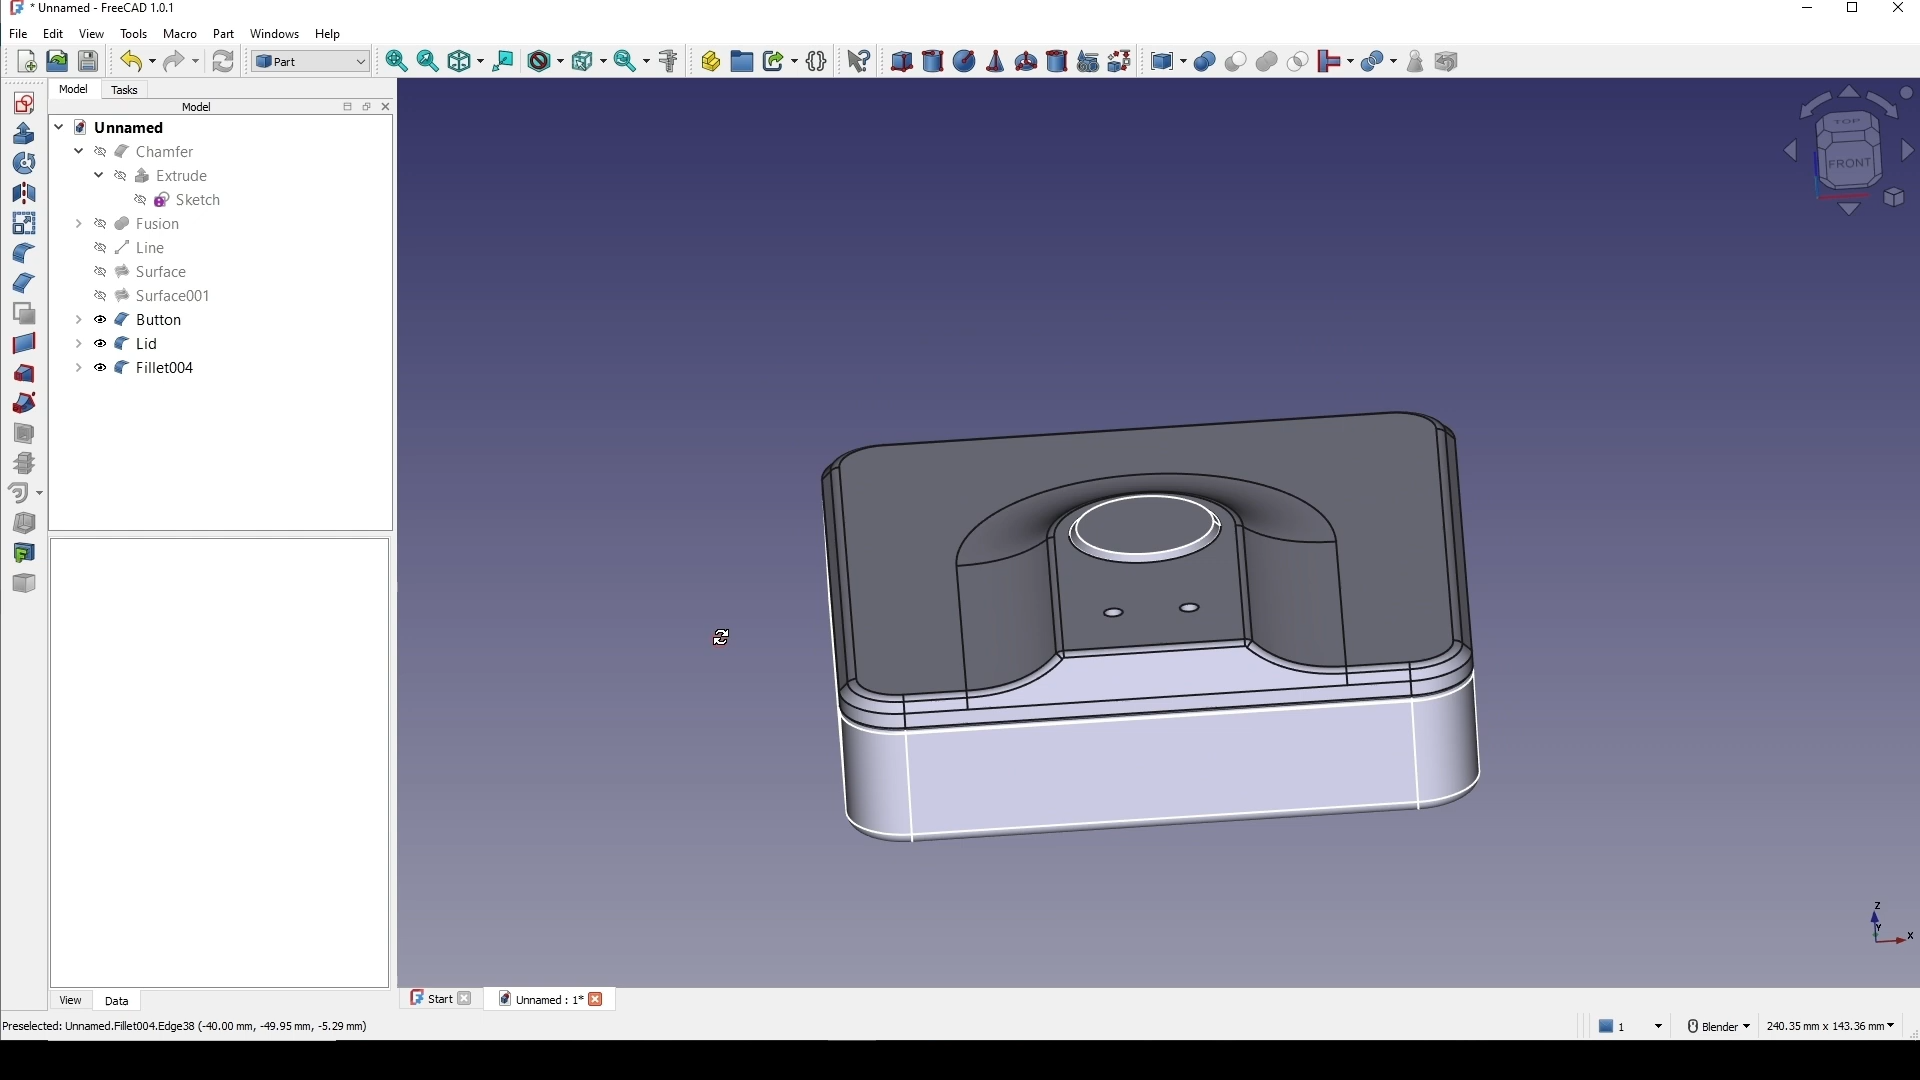 * Unnamed - FreeCAD 1.0.1
File Edit View Tools Macro Part Windows Help
Part
Model Tasks
Model
Unnamed
Chamfer
Extrude
Sketch
Fusion
Line
Surface
Surface001
Button
Lid
Fillet004
TOP
FRONT
Z
Y
X
View Data
Start
Unnamed : 1*
Preselected: Unnamed.Fillet004.Edge38 (-40.00 mm, -49.95 mm, -5.29 mm)
1
Blender
240.35 mm x 143.36 mm